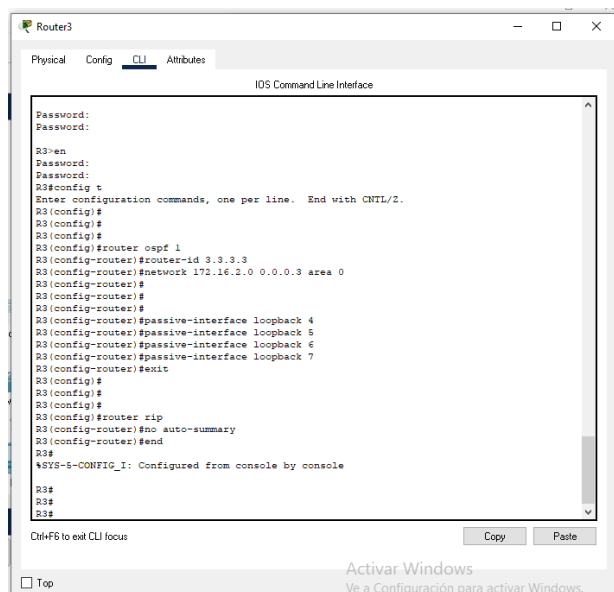 Router3
Physical Config CLI Attributes
IOS Command Line Interface
Password:
Password:
R3>en
Password:
Password:
R3#config t
Enter configuration commands, one per line. End with CNTL/Z.
R3(config)#
R3(config)#
R3(config)#router ospf 1
R3(config-router)#router-id 3.3.3.3
R3(config-router)#network 172.16.2.0 0.0.0.3 area 0
R3(config-router)#
R3(config-router)#
R3(config-router)#
R3(config-router)#passive-interface loopback 4
R3(config-router)#passive-interface loopback 5
R3(config-router)#passive-interface loopback 6
R3(config-router)#passive-interface loopback 7
R3(config-router)#exit
R3(config)#
R3(config)#
R3(config)#
R3(config)#router rip
R3(config-router)#no auto-summary
R3(config-router)#end
R3#
%SYS-5-CONFIG_I: Configured from console by console
R3#
R3#
R3#
Ctrl+F6 to exit CLI focus
Copy Paste
Activar Windows
Ve a Configuración para activar Windows.
Top